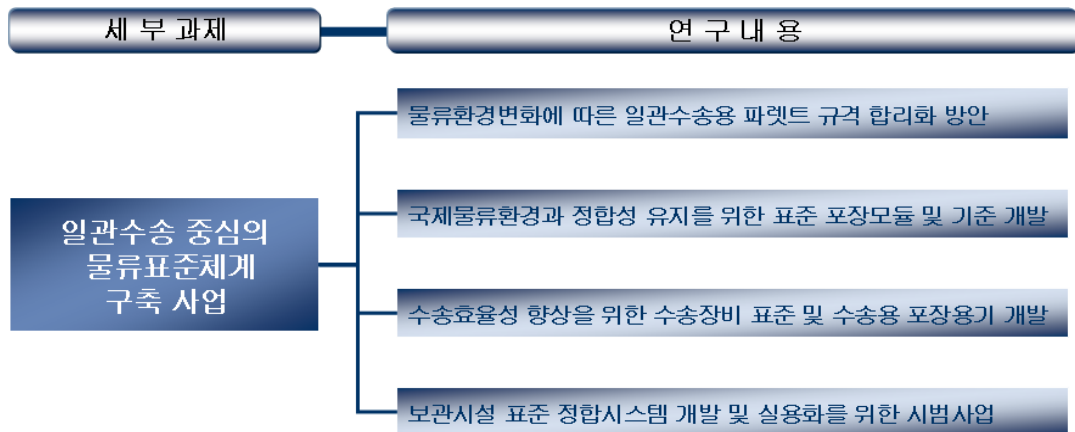 세 부 과제
연 구 내 용
물류환경변화에 따른 일관수송용 파렛트 규격 합리화 방안
국제물류환경과 정합성 유지를 위한 표준 포장모듈 및 기준 개발
일관수송 중심의
물류표준체계
구축 사업
수송효율성 향상을 위한 수송장비 표준 및 수송용 포장용기 개발
보관시설 표준 정합시스템 개발 및 실용화를 위한 시범사업